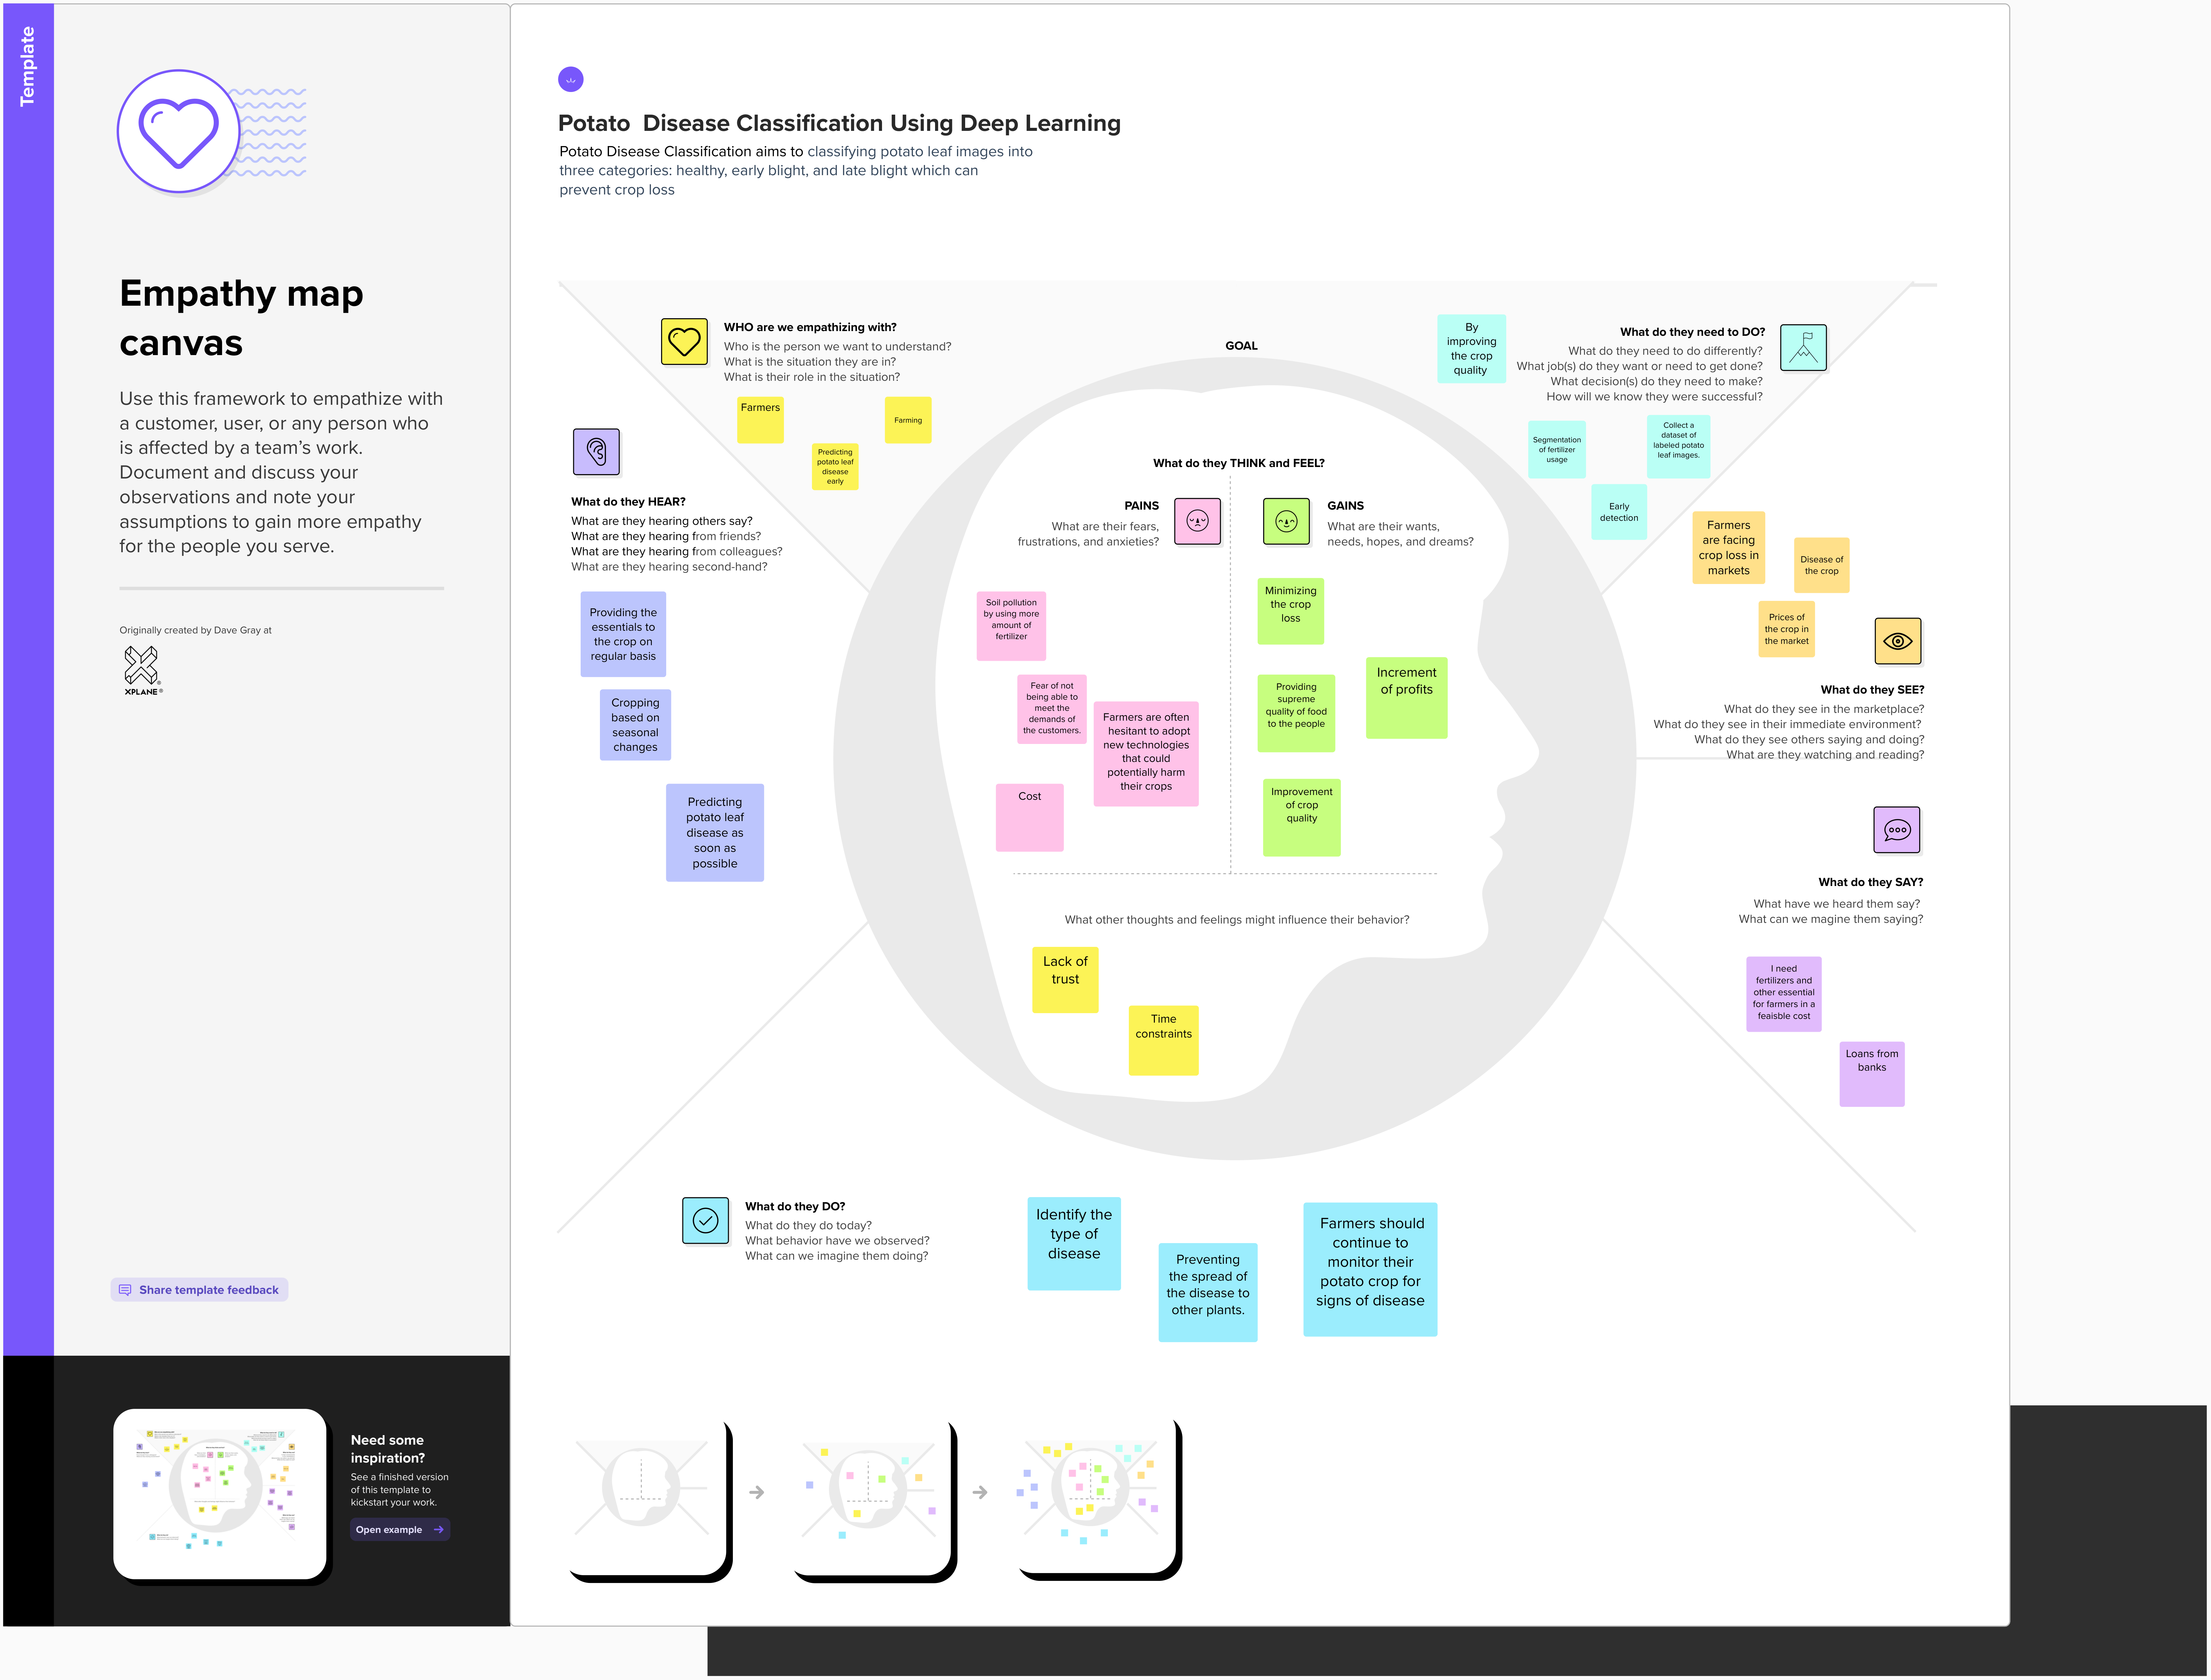 Template
Empathy map
canvas
Use this framework to empathize with
a customer, user, or any person who
is affected by a team's work.
Document and discuss your
observations and note your
assumptions to gain more empathy
for the people you serve.
Originally created by Dave Gray at
XPLANE
Share template feedback
Need some
inspiration?
See a finished version
of this template to
kickstart your work.
Open example
Potato  Disease Classification Using Deep Learning
Potato Disease Classification aims to classifying potato leaf images into
three categories: healthy, early blight, and late blight which can
prevent crop loss
WHO are we empathizing with?
Who is the person we want to understand?
What is the situation they are in?
What is their role in the situation?
Farmers
Farming
Predicting
potato leaf
disease
early
GOAL
By
improving
the crop
quality
What do they need to DO?
What do they need to do differently?
What job(s) do they want or need to get done?
What decision(s) do they need to make?
How will we know they were successful?
Segmentation
of fertilizer
usage
Collect a
dataset of
labeled potato
leaf images.
Early
detection
What do they HEAR?
What are they hearing others say?
What are they hearing from friends?
What are they hearing from colleagues?
What are they hearing second-hand?
Providing the
essentials to
the crop on
regular basis
Cropping
based on
seasonal
changes
Predicting
potato leaf
disease as
soon as
possible
What do they THINK and FEEL?
PAINS
What are their fears,
frustrations, and anxieties?
GAINS
What are their wants,
needs, hopes, and dreams?
Soil pollution
by using more
amount of
fertilizer
Fear of not
being able to
meet the
demands of
the customers.
Farmers are often
hesitant to adopt
new technologies
that could
potentially harm
their crops
Cost
Minimizing
the crop
loss
Increment
of profits
Providing
supreme
quality of food
to the people
Improvement
of crop
quality
What other thoughts and feelings might influence their behavior?
Lack of
trust
Time
constraints
Farmers
are facing
crop loss in
markets
Disease of
the crop
Prices of
the crop in
the market
What do they SEE?
What do they see in the marketplace?
What do they see in their immediate environment?
What do they see others saying and doing?
What are they watching and reading?
What do they SAY?
What have we heard them say?
What can we magine them saying?
I need
fertilizers and
other essential
for farmers in a
feaisble cost
Loans from
banks
What do they DO?
What do they do today?
What behavior have we observed?
What can we imagine them doing?
Identify the
type of
disease
Preventing
the spread of
the disease to
other plants.
Farmers should
continue to
monitor their
potato crop for
signs of disease